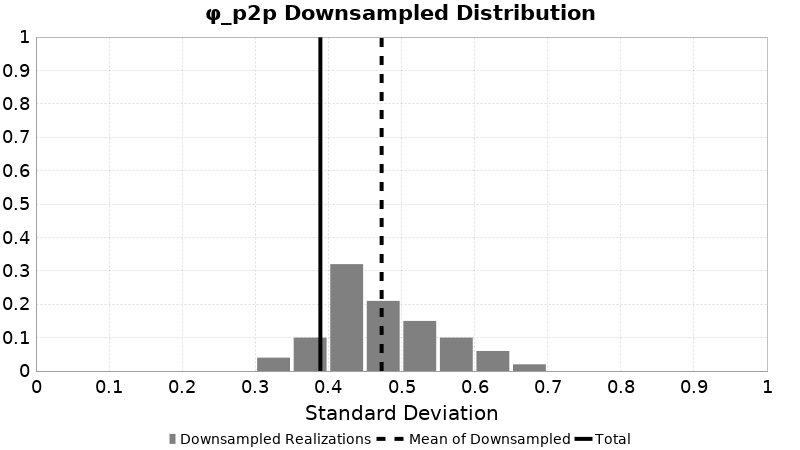 φ_p2p Downsampled Distribution
1
0.9
0.8
0.7
0.6
0.5
0.4
0.3
0.2
0.1
0
0 0.1 0.2 0.3 0.4 0.5 0.6 0.7 0.8 0.9 1
Standard Deviation
Downsampled Realizations Mean of Downsampled Total